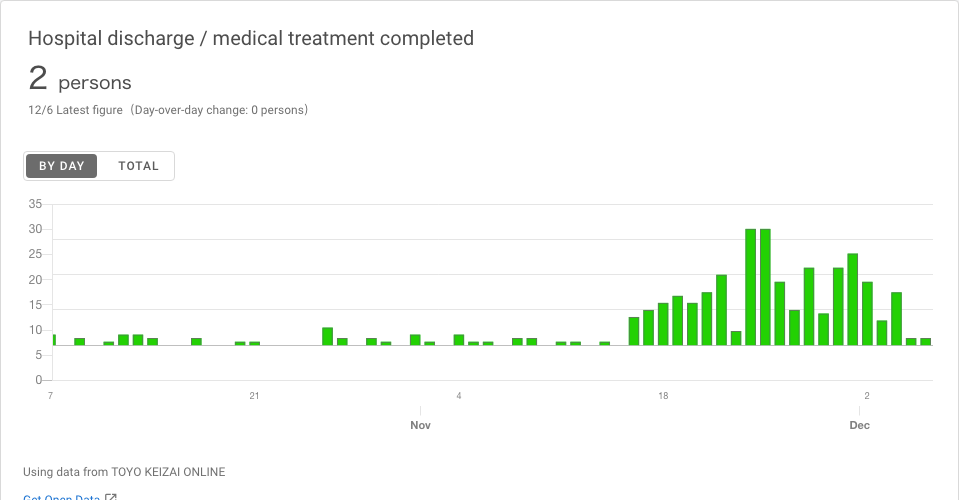 Hospital discharge / medical treatment completed
2 persons
12/6 Latest figure（Day-over-day change: 0 persons）
BY DAY TOTAL
35
30
25
20
15
10
5
0
7 21 4 18 2
Nov Dec
Using data from TOYO KEIZAI ONLINE
Get Open Data